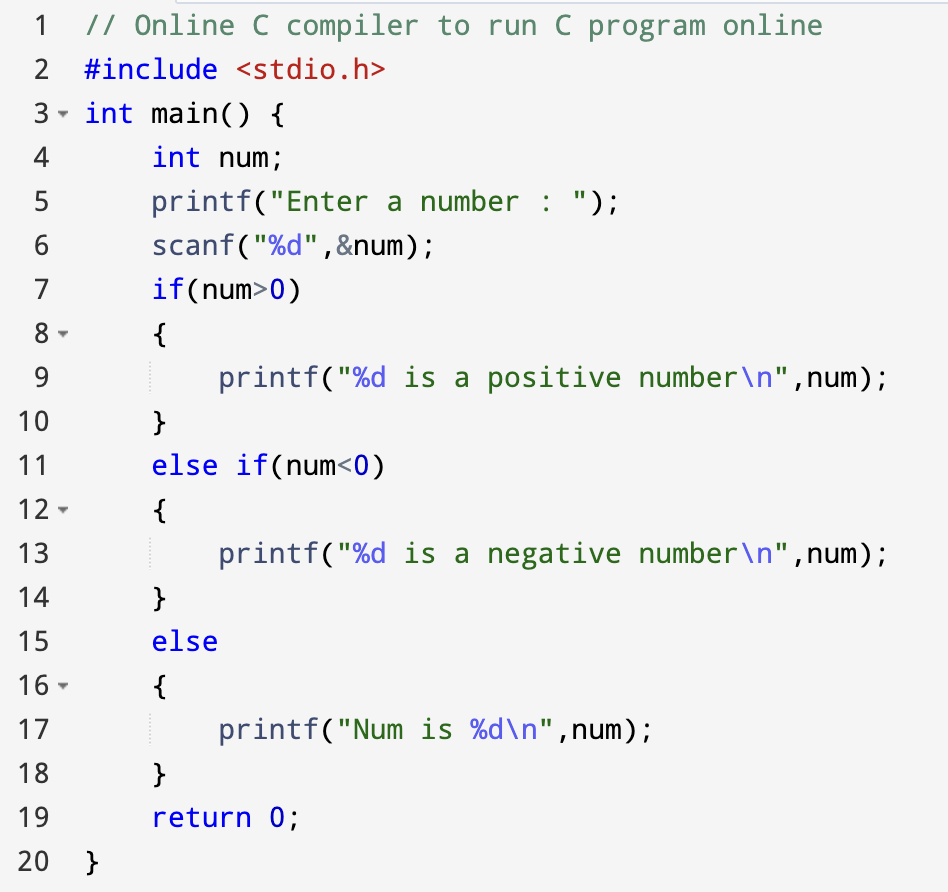 1 // Online C compiler to run C program online
2 #include <stdio.h>
3 int main() {
4     int num;
5     printf("Enter a number : ");
6     scanf("%d",&num);
7     if(num>0)
8     {
9         printf("%d is a positive number\n",num);
10     }
11     else if(num<0)
12     {
13         printf("%d is a negative number\n",num);
14     }
15     else
16     {
17         printf("Num is %d\n",num);
18     }
19     return 0;
20 }